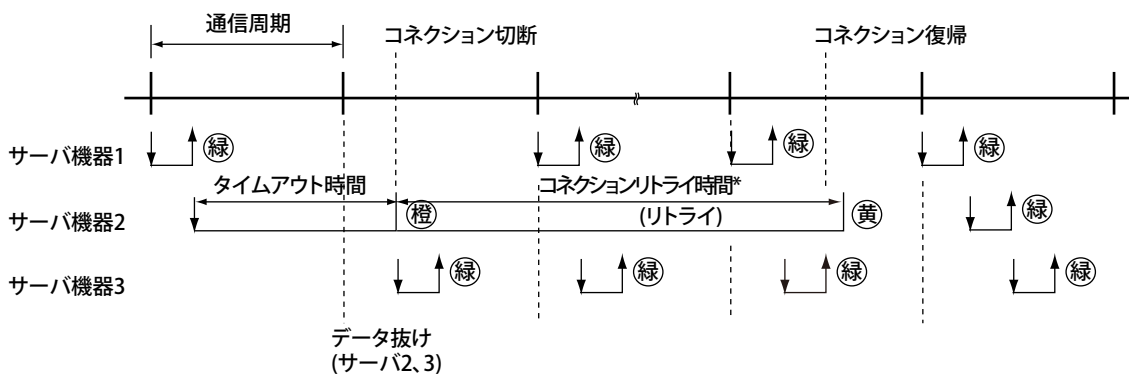 通信周期
コネクション切断
コネクション復帰
サーバ機器1
緑
緑
緑
緑
タイムアウト時間
コネクションリトライ時間*
サーバ機器2
橙
(リトライ)
黄
緑
サーバ機器3
緑
緑
緑
緑
データ抜け
(サーバ2、3)